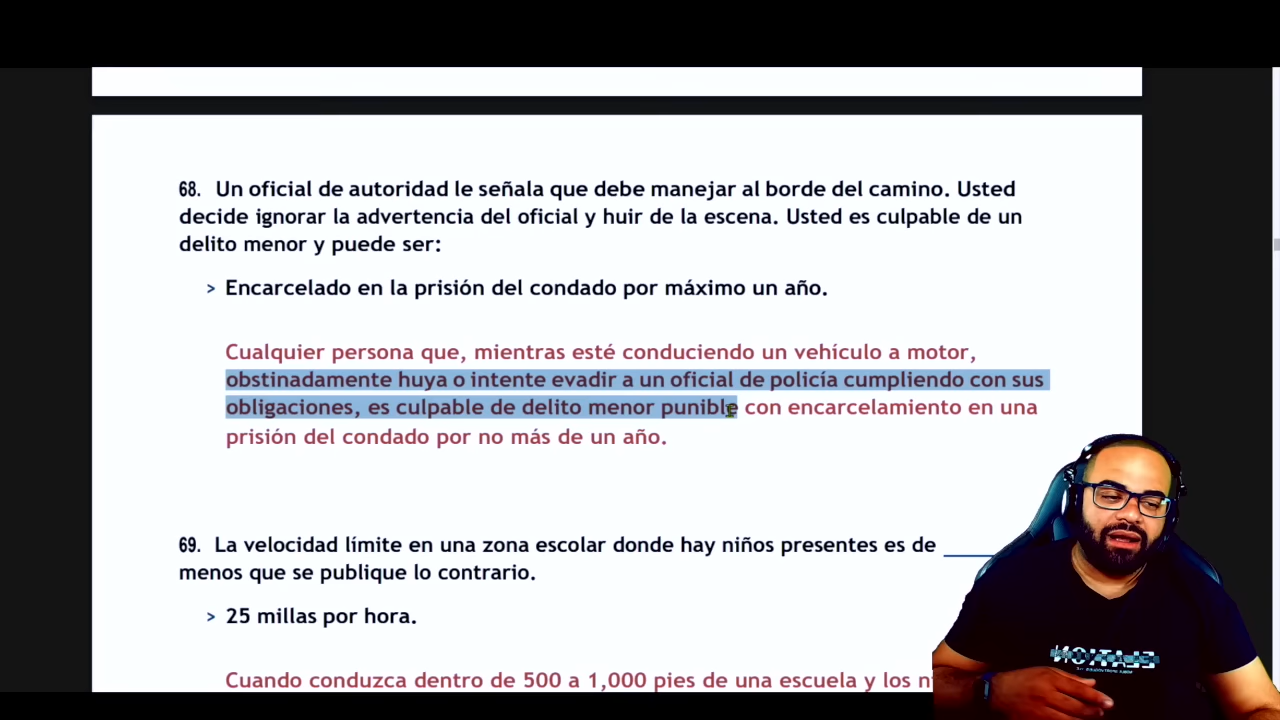 68. Un oficial de autoridad le señala que debe manejar al borde del camino. Usted
decide ignorar la advertencia del oficial y huir de la escena. Usted es culpable de un
delito menor y puede ser:
> Encarcelado en la prisión del condado por máximo un año.
Cualquier persona que, mientras esté conduciendo un vehículo a motor,
obstinadamente huya o intente evadir a un oficial de policía cumpliendo con sus
obligaciones, es culpable de delito menor punible con encarcelamiento en una
prisión del condado por no más de un año.
69. La velocidad límite en una zona escolar donde hay niños presentes es de ____
menos que se publique lo contrario.
> 25 millas por hora.
Cuando conduzca dentro de 500 a 1,000 pies de una escuela y los